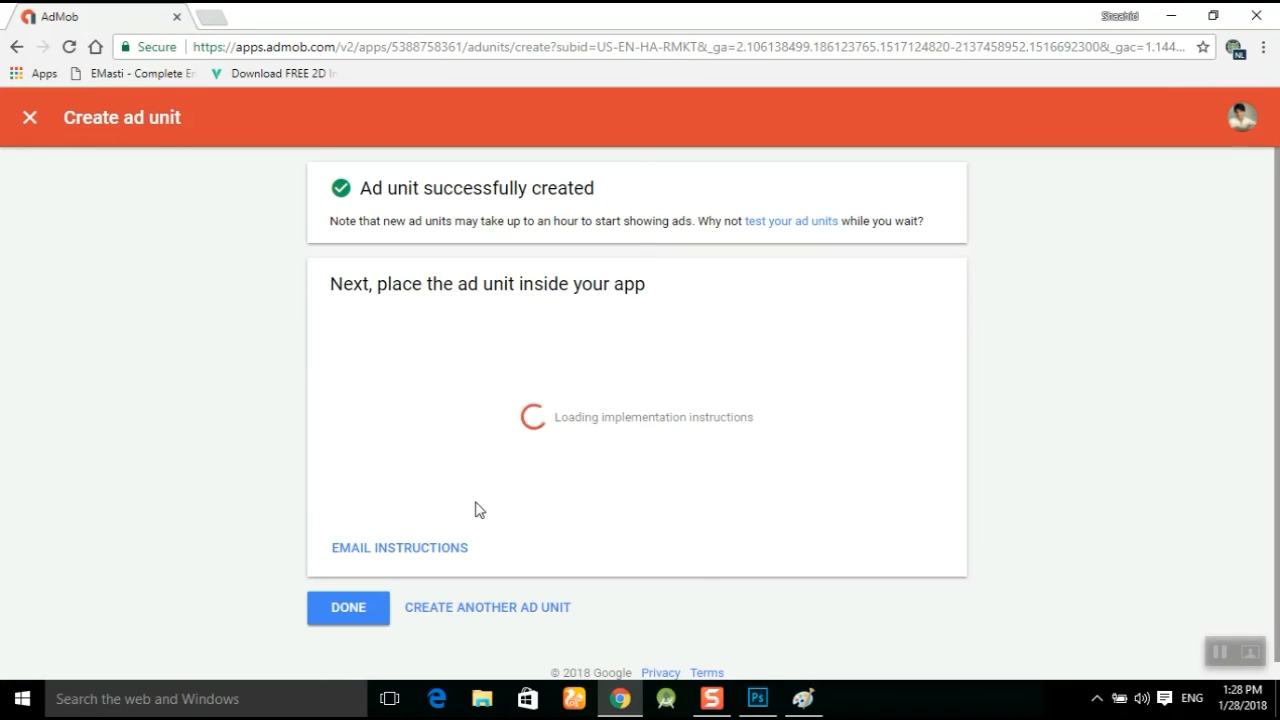 AdMob
Shaahid
Secure
https://apps.admob.com/v2/apps/5388758361/adunits/create?subid=US-EN-HA-RMKT&_ga=2.106138499.186123765.1517124820-2137458952.1516692300&_gac=1.144...
NL
Apps
EMasti - Complete En
Download FREE 2D In
Create ad unit
Ad unit successfully created
Note that new ad units may take up to an hour to start showing ads. Why not test your ad units while you wait?
Next, place the ad unit inside your app
Loading implementation instructions
EMAIL INSTRUCTIONS
DONE
CREATE ANOTHER AD UNIT
© 2018 Google Privacy Terms
Search the web and Windows
S
Ps
ENG
1:28 PM
1/28/2018